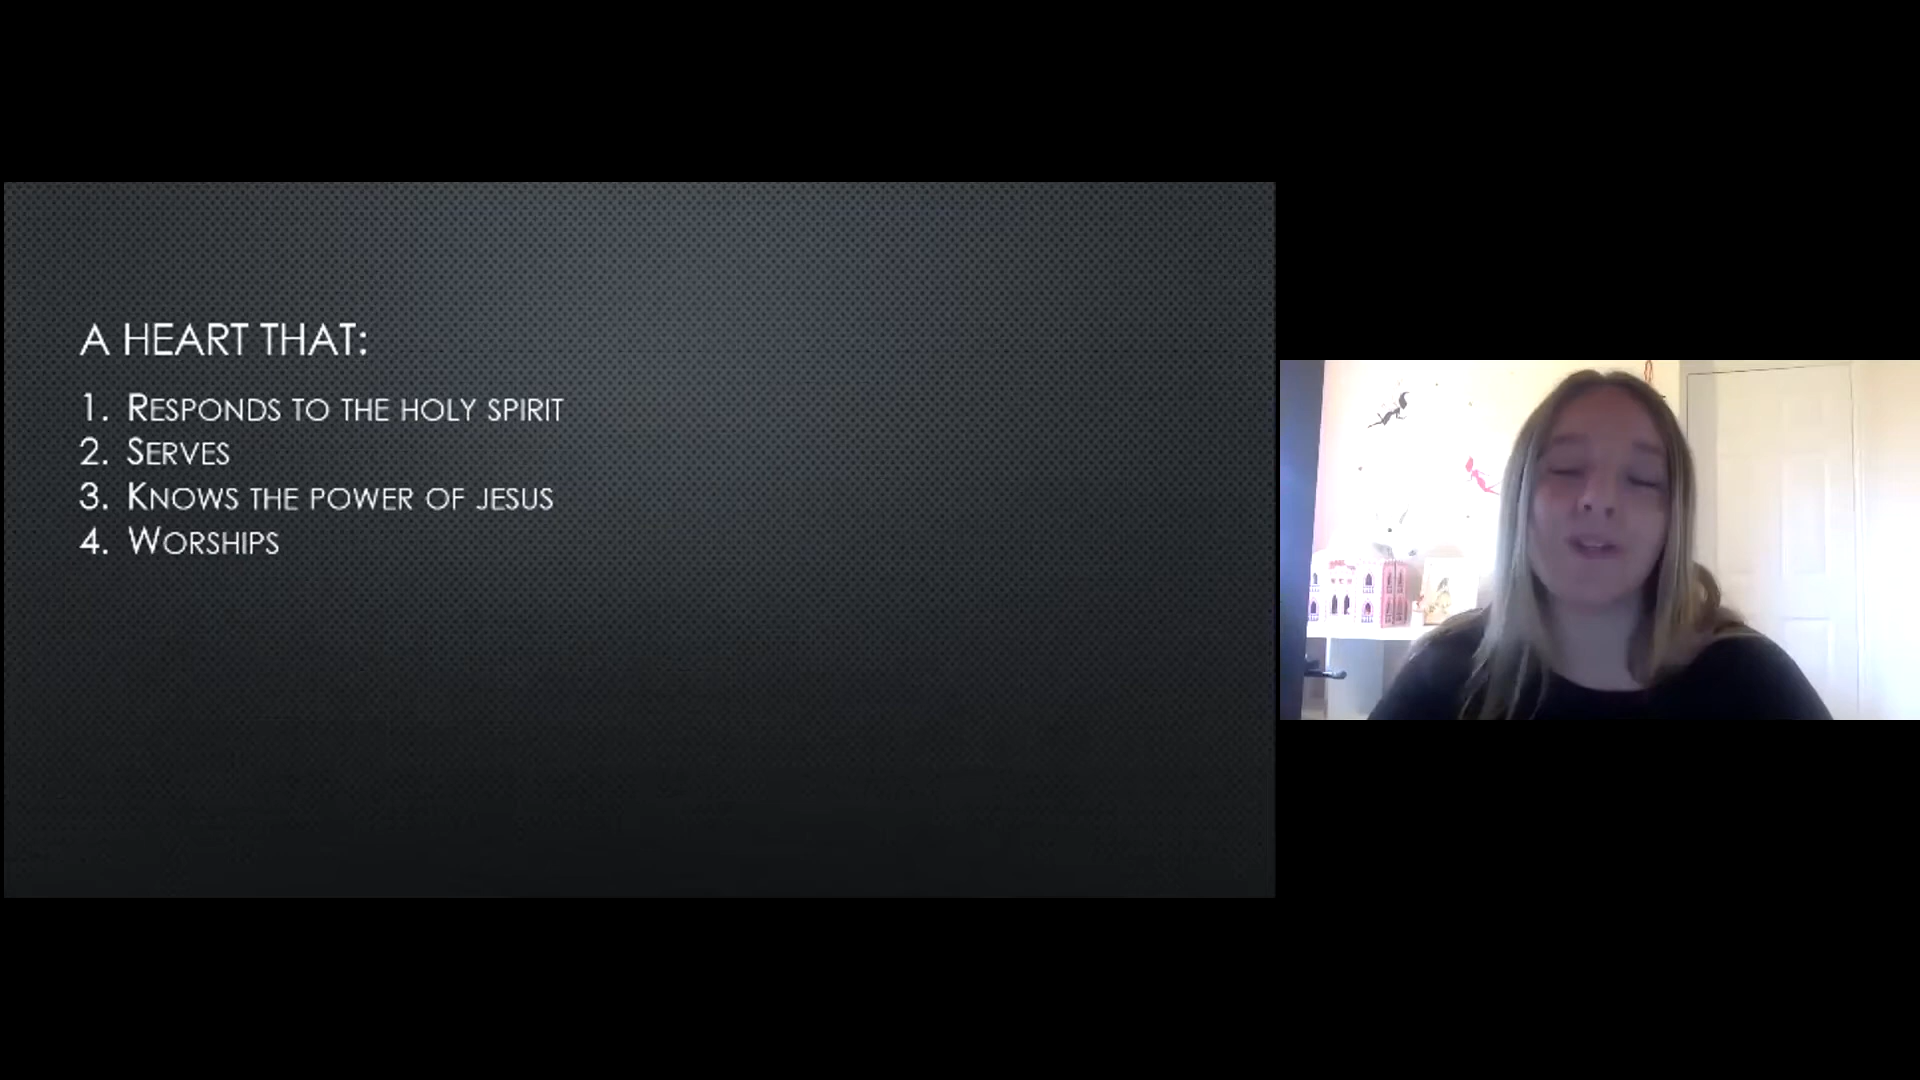 A HEART THAT:
1. RESPONDS TO THE HOLY SPIRIT
2. SERVES
3. KNOWS THE POWER OF JESUS
4. WORSHIPS